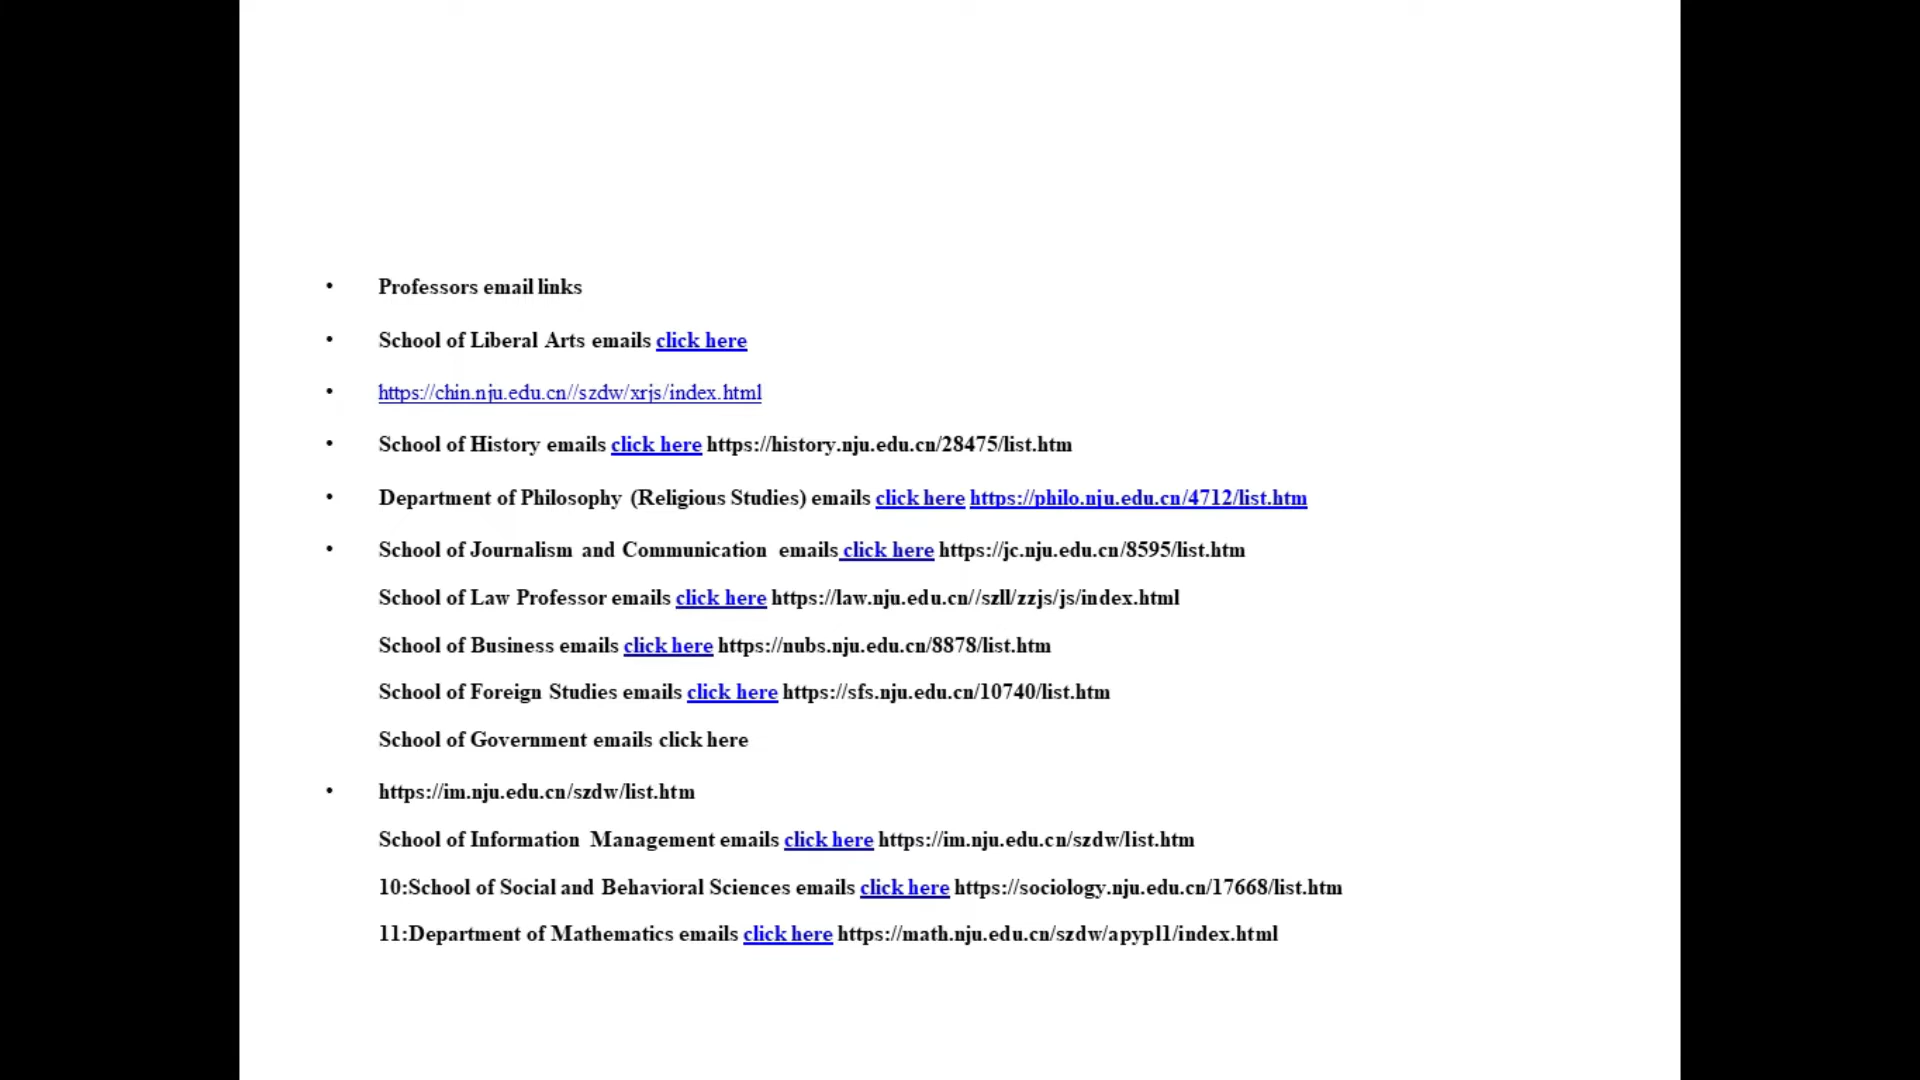 • Professors email links
• School of Liberal Arts emails click here
• https://chin.nju.edu.cn//szdw/xrjs/index.html
• School of History emails click here https://history.nju.edu.cn/28475/list.htm
• Department of Philosophy (Religious Studies) emails click here https://philo.nju.edu.cn/4712/list.htm
• School of Journalism and Communication emails click here https://jc.nju.edu.cn/8595/list.htm
School of Law Professor emails click here https://law.nju.edu.cn//szll/zzjs/js/index.html
School of Business emails click here https://nubs.nju.edu.cn/8878/list.htm
School of Foreign Studies emails click here https://sfs.nju.edu.cn/10740/list.htm
School of Government emails click here
• https://im.nju.edu.cn/szdw/list.htm
School of Information Management emails click here https://im.nju.edu.cn/szdw/list.htm
10:School of Social and Behavioral Sciences emails click here https://sociology.nju.edu.cn/17668/list.htm
11:Department of Mathematics emails click here https://math.nju.edu.cn/szdw/apypl1/index.html